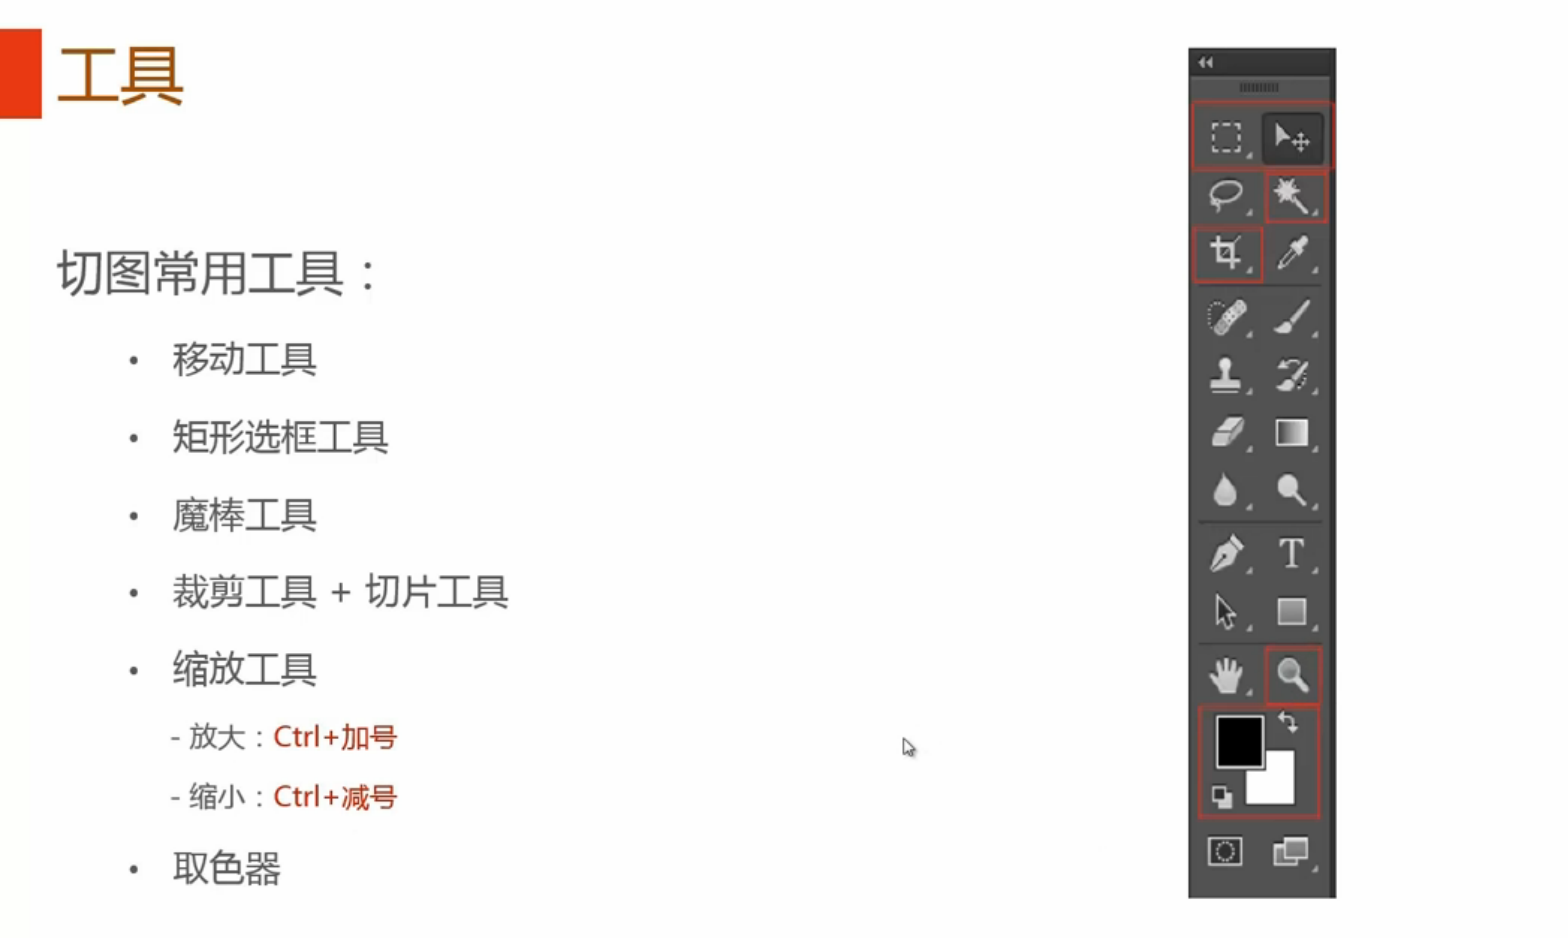 工具
切图常用工具：
• 移动工具
• 矩形选框工具
• 魔棒工具
• 裁剪工具 + 切片工具
• 缩放工具
- 放大：Ctrl+加号
- 缩小：Ctrl+减号
• 取色器
T